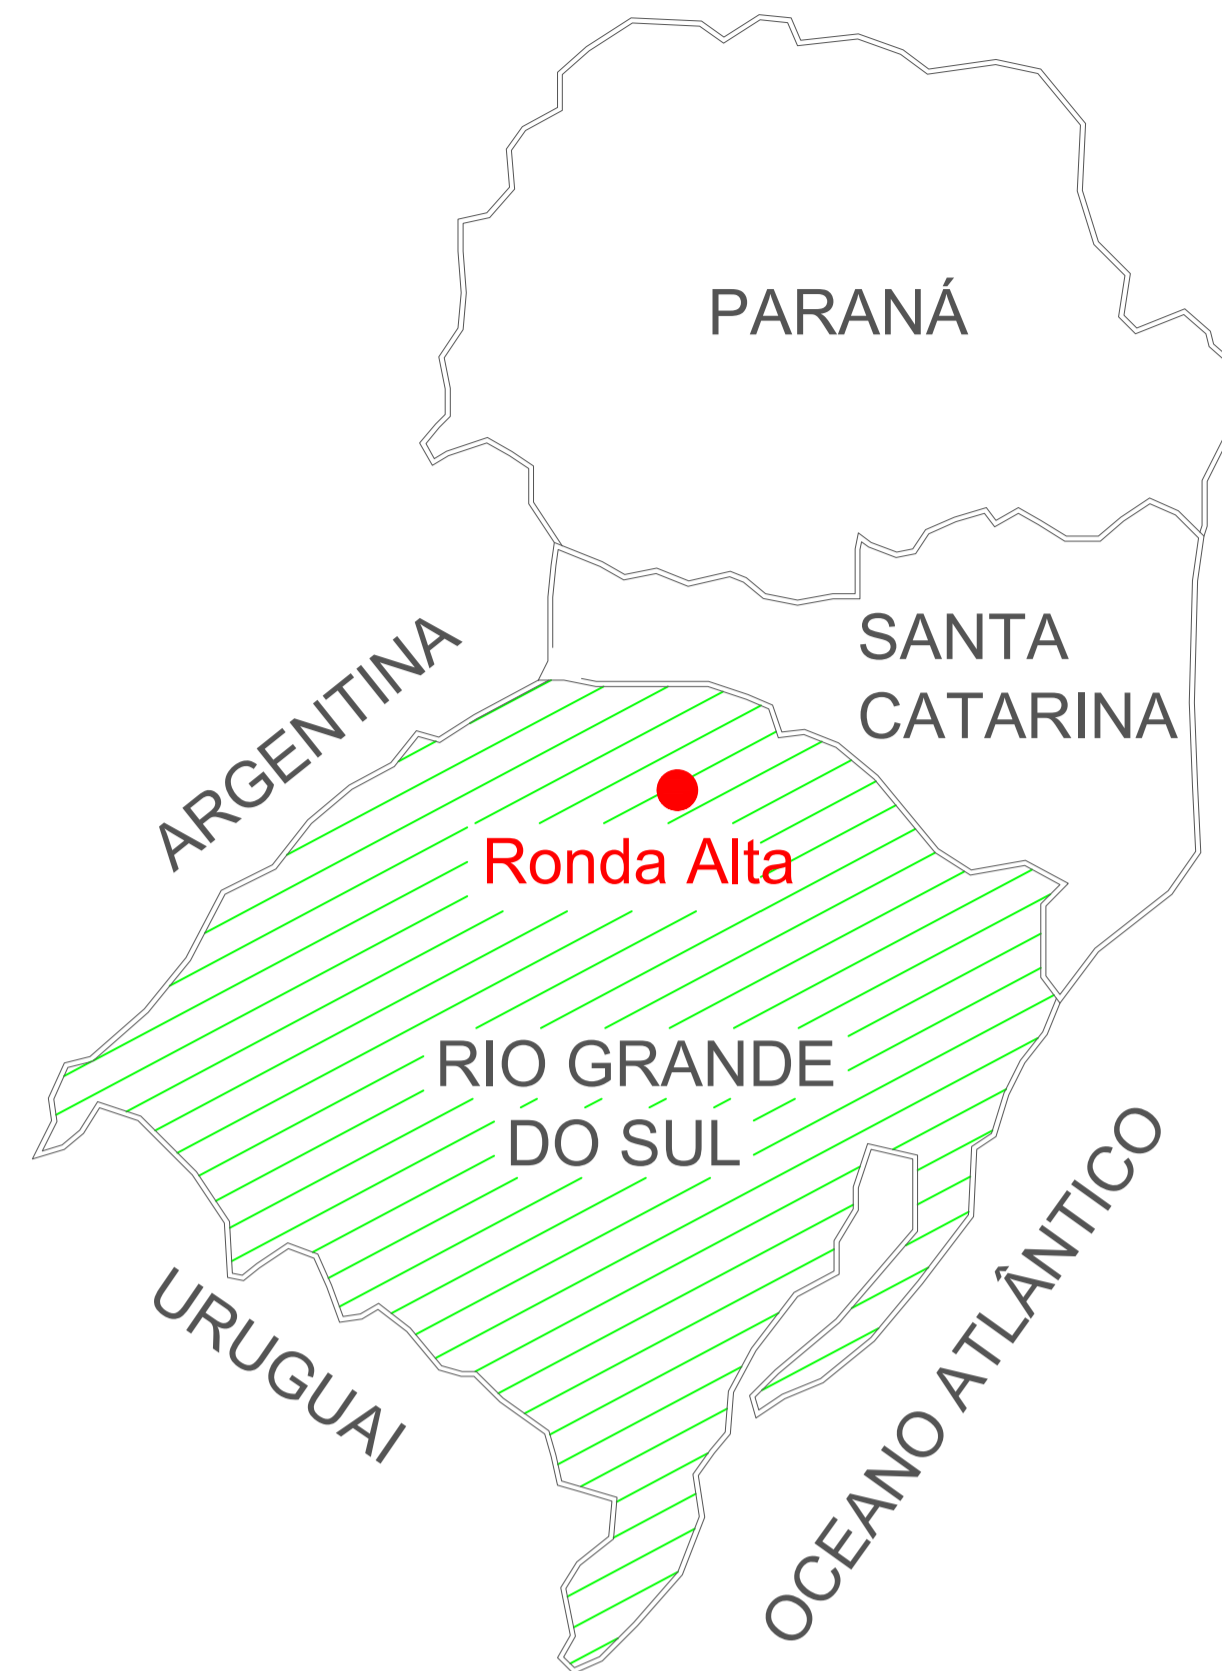 PARANÁ
SANTA
CATARINA
ARGENTINA
Ronda Alta
RIO GRANDE
DO SUL
URUGUAI
OCEANO ATLÂNTICO